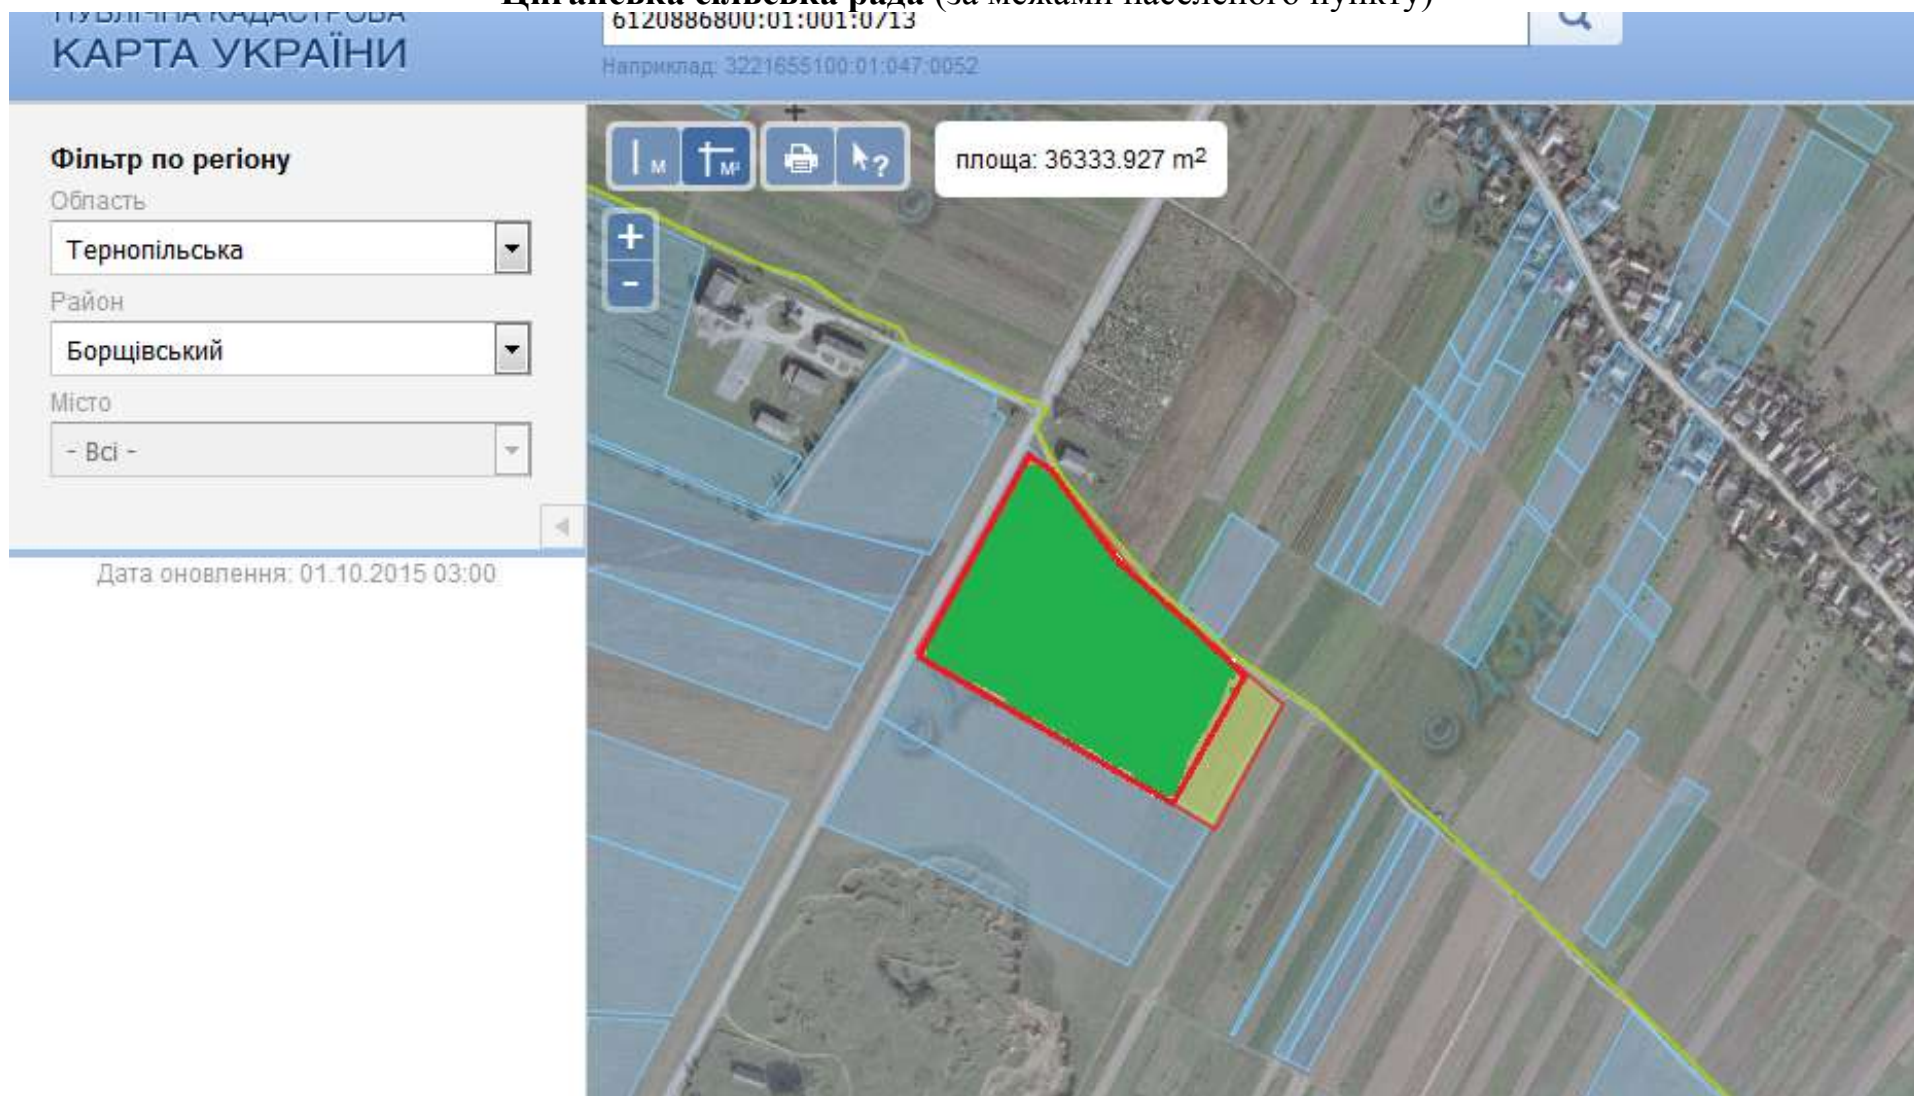 Циганська сільська рада (за межами населеного пункту)
ПУБЛІЧНА КАДАСТРОВА
КАРТА УКРАЇНИ
6120886800:01:001:0713
Наприклад: 3221655100:01:047:0052
Фільтр по регіону
Область
Тернопільська
Район
Борщівський
Місто
- Всі -
Дата оновлення: 01.10.2015 03:00
М
М²
?
площа: 36333.927 m2
+
-